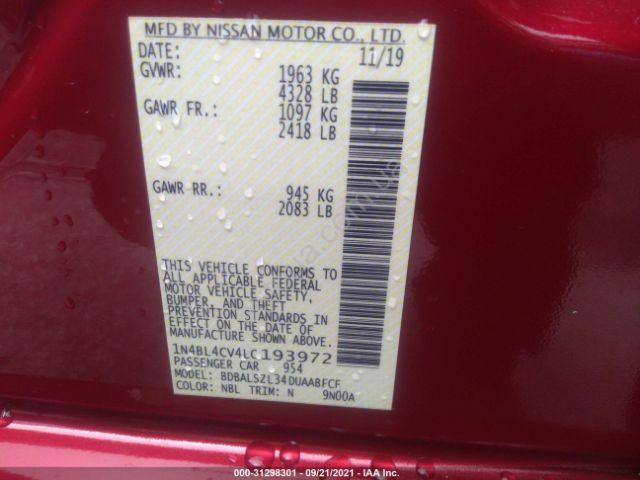 MFD BY NISSAN MOTOR CO., LTD.
DATE: 11/19
GVWR: 1963 KG
4328 LB
GAWR FR.: 1097 KG
2418 LB
GAWR RR.: 945 KG
2083 LB
THIS VEHICLE CONFORMS TO
ALL APPLICABLE FEDERAL
MOTOR VEHICLE SAFETY,
BUMPER, AND THEFT
PREVENTION STANDARDS IN
EFFECT ON THE DATE OF
MANUFACTURE SHOWN ABOVE.
1N4BL4CV4LC193972
PASSENGER CAR 954
MODEL: BDBALSZL34DUAABFCF
COLOR: NBL TRIM: N 9N00A
000-31298301 - 09/21/2021 - IAA Inc.